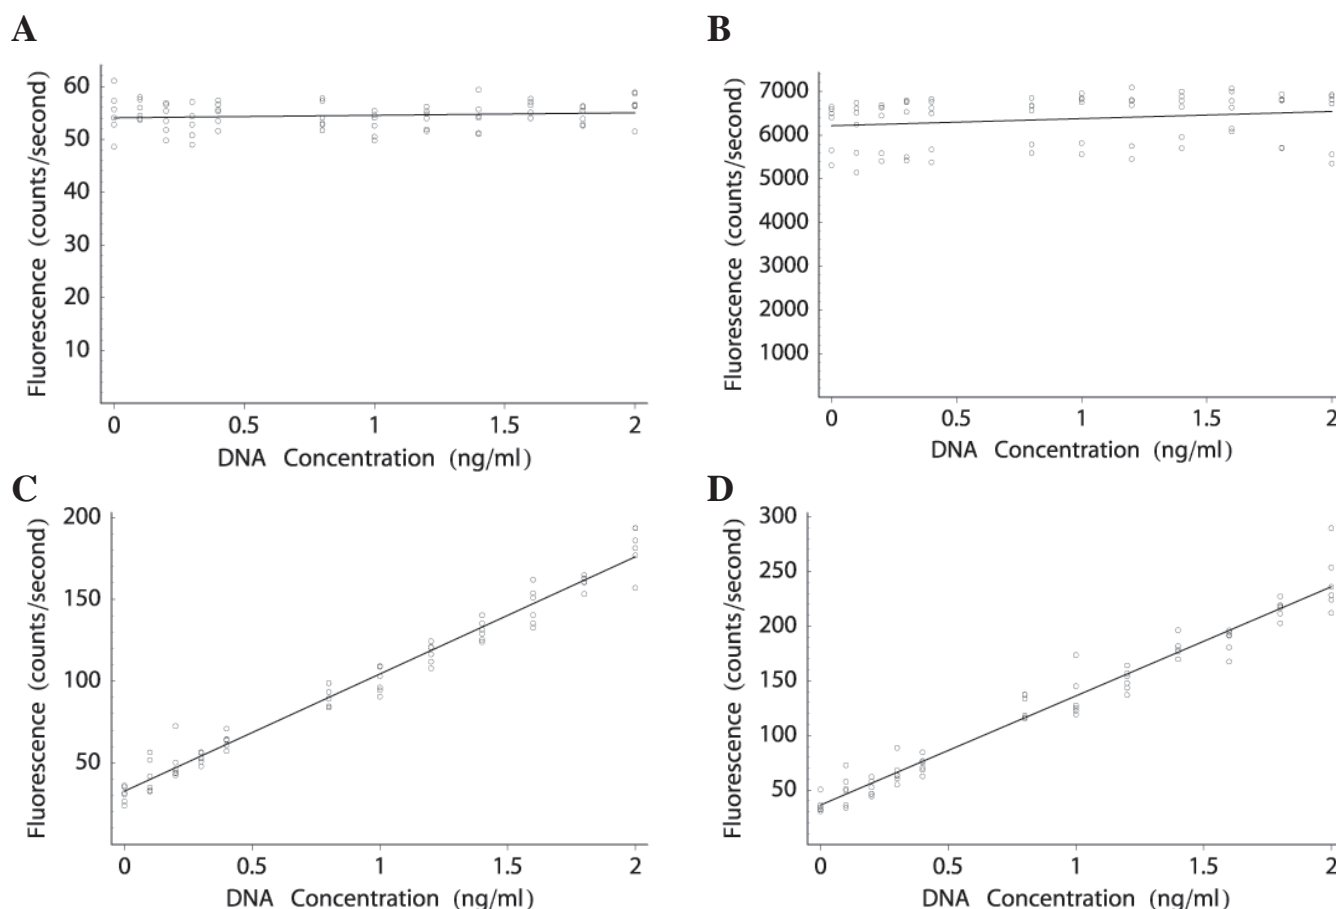 A
Fluorescence (counts/second)
60
50
40
30
20
10
0 0.5 1 1.5 2
DNA Concentration (ng/ml)
B
Fluorescence (counts/second)
7000
6000
5000
4000
3000
2000
1000
0 0.5 1 1.5 2
DNA Concentration (ng/ml)
C
Fluorescence (counts/second)
200
150
100
50
0 0.5 1 1.5 2
DNA Concentration (ng/ml)
D
Fluorescence (counts/second)
300
250
200
150
100
50
0 0.5 1 1.5 2
DNA Concentration (ng/ml)